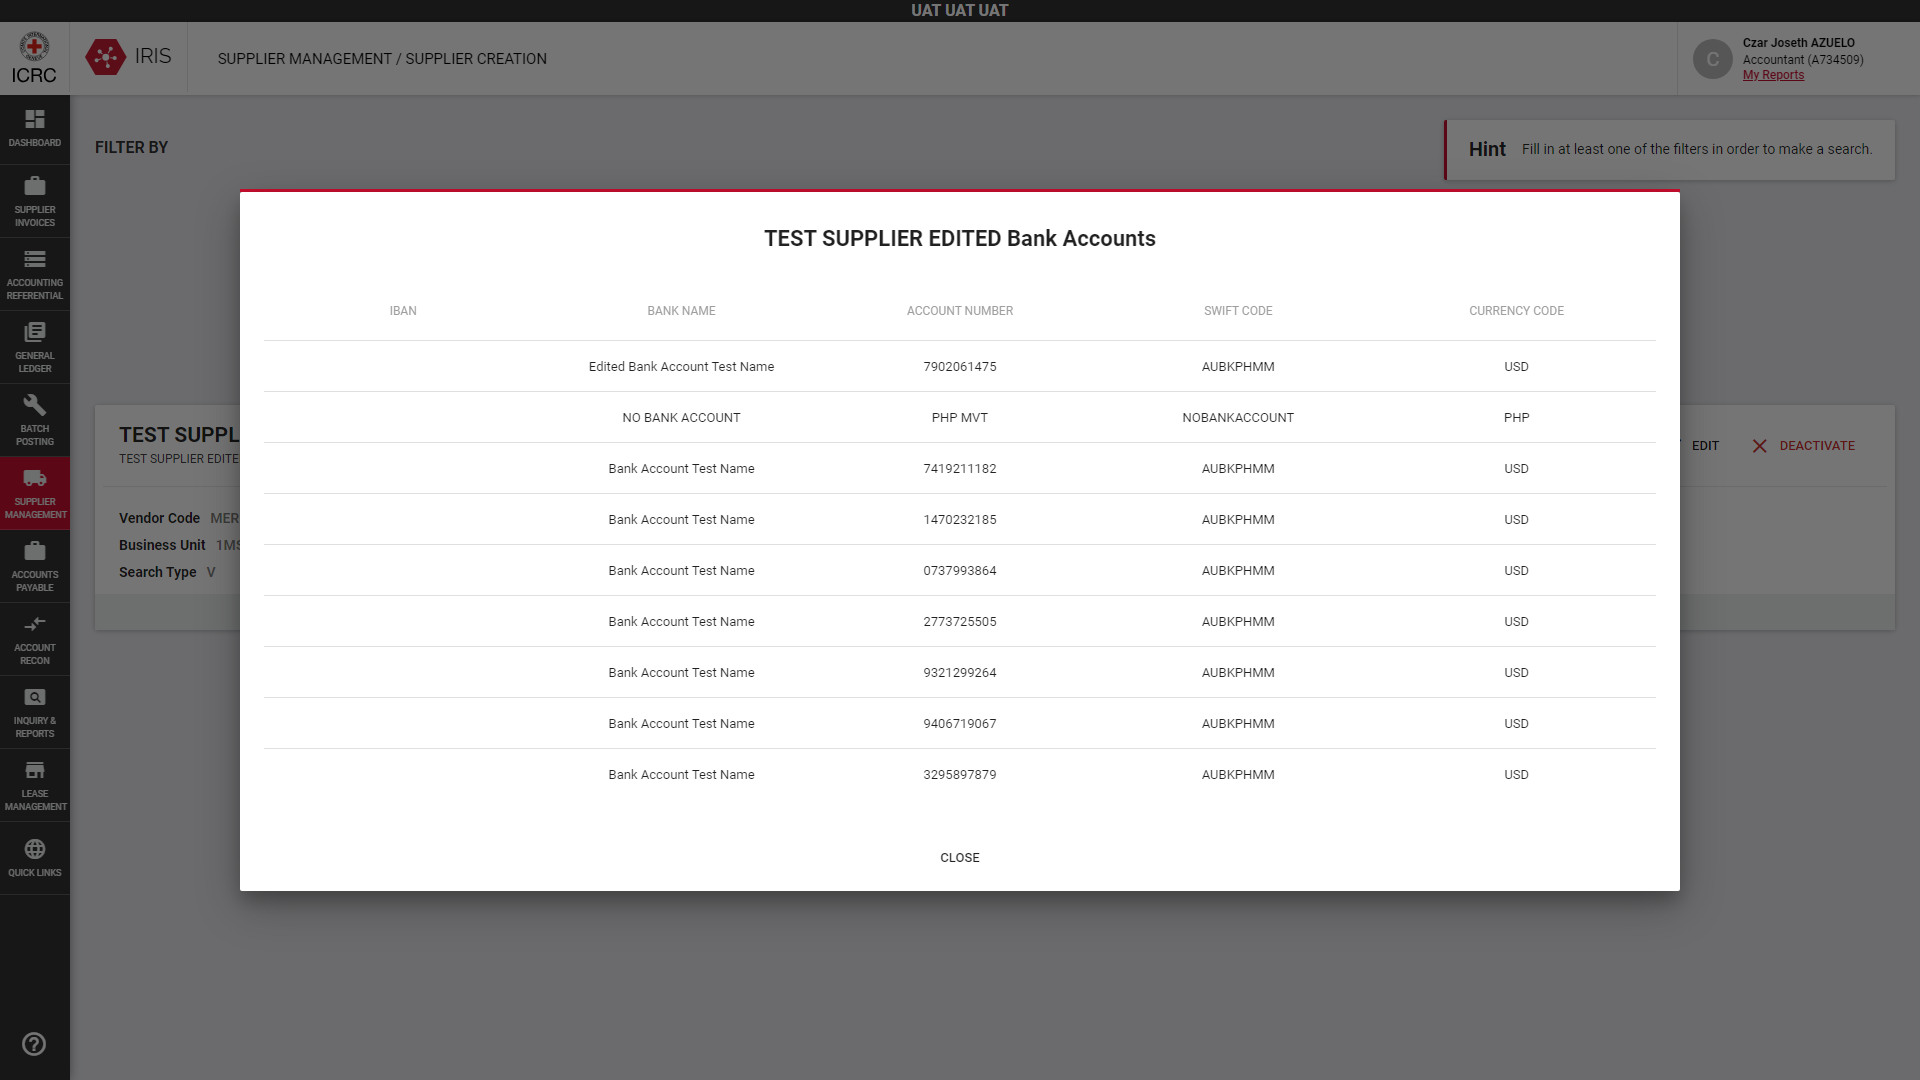 UAT UAT UAT
ICRC
IRIS
SUPPLIER MANAGEMENT / SUPPLIER CREATION
C
Czar Joseth AZUELO
Accountant (A734509)
My Reports
DASHBOARD
SUPPLIER
INVOICES
ACCOUNTING
REFERENTIAL
GENERAL
LEDGER
BATCH
POSTING
SUPPLIER
MANAGEMENT
ACCOUNTS
PAYABLE
ACCOUNT
RECON
INQUIRY &
REPORTS
LEASE
MANAGEMENT
QUICK LINKS
FILTER BY
Hint Fill in at least one of the filters in order to make a search.
TEST SUPPL
TEST SUPPLIER EDITE
EDIT
DEACTIVATE
Vendor Code MER
Business Unit 1MS
Search Type V
TEST SUPPLIER EDITED Bank Accounts
IBAN BANK NAME ACCOUNT NUMBER SWIFT CODE CURRENCY CODE
Edited Bank Account Test Name 7902061475 AUBKPHMM USD
NO BANK ACCOUNT PHP MVT NOBANKACCOUNT PHP
Bank Account Test Name 7419211182 AUBKPHMM USD
Bank Account Test Name 1470232185 AUBKPHMM USD
Bank Account Test Name 0737993864 AUBKPHMM USD
Bank Account Test Name 2773725505 AUBKPHMM USD
Bank Account Test Name 9321299264 AUBKPHMM USD
Bank Account Test Name 9406719067 AUBKPHMM USD
Bank Account Test Name 3295897879 AUBKPHMM USD
CLOSE